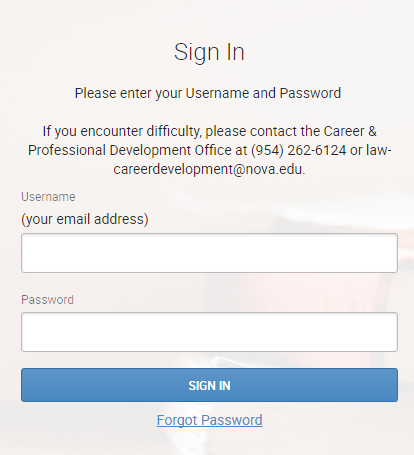 Sign In
Please enter your Username and Password
If you encounter difficulty, please contact the Career &
Professional Development Office at (954) 262-6124 or law-
careerdevelopment@nova.edu.
Username
(your email address)
Password
SIGN IN
Forgot Password